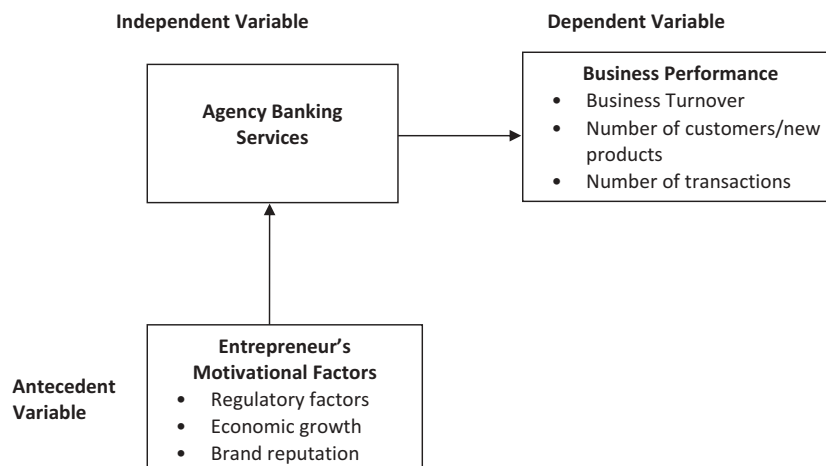 Independent Variable
Dependent Variable
Agency Banking
Services
Business Performance
• Business Turnover
• Number of customers/new
products
• Number of transactions
Antecedent
Variable
Entrepreneur’s
Motivational Factors
• Regulatory factors
• Economic growth
• Brand reputation